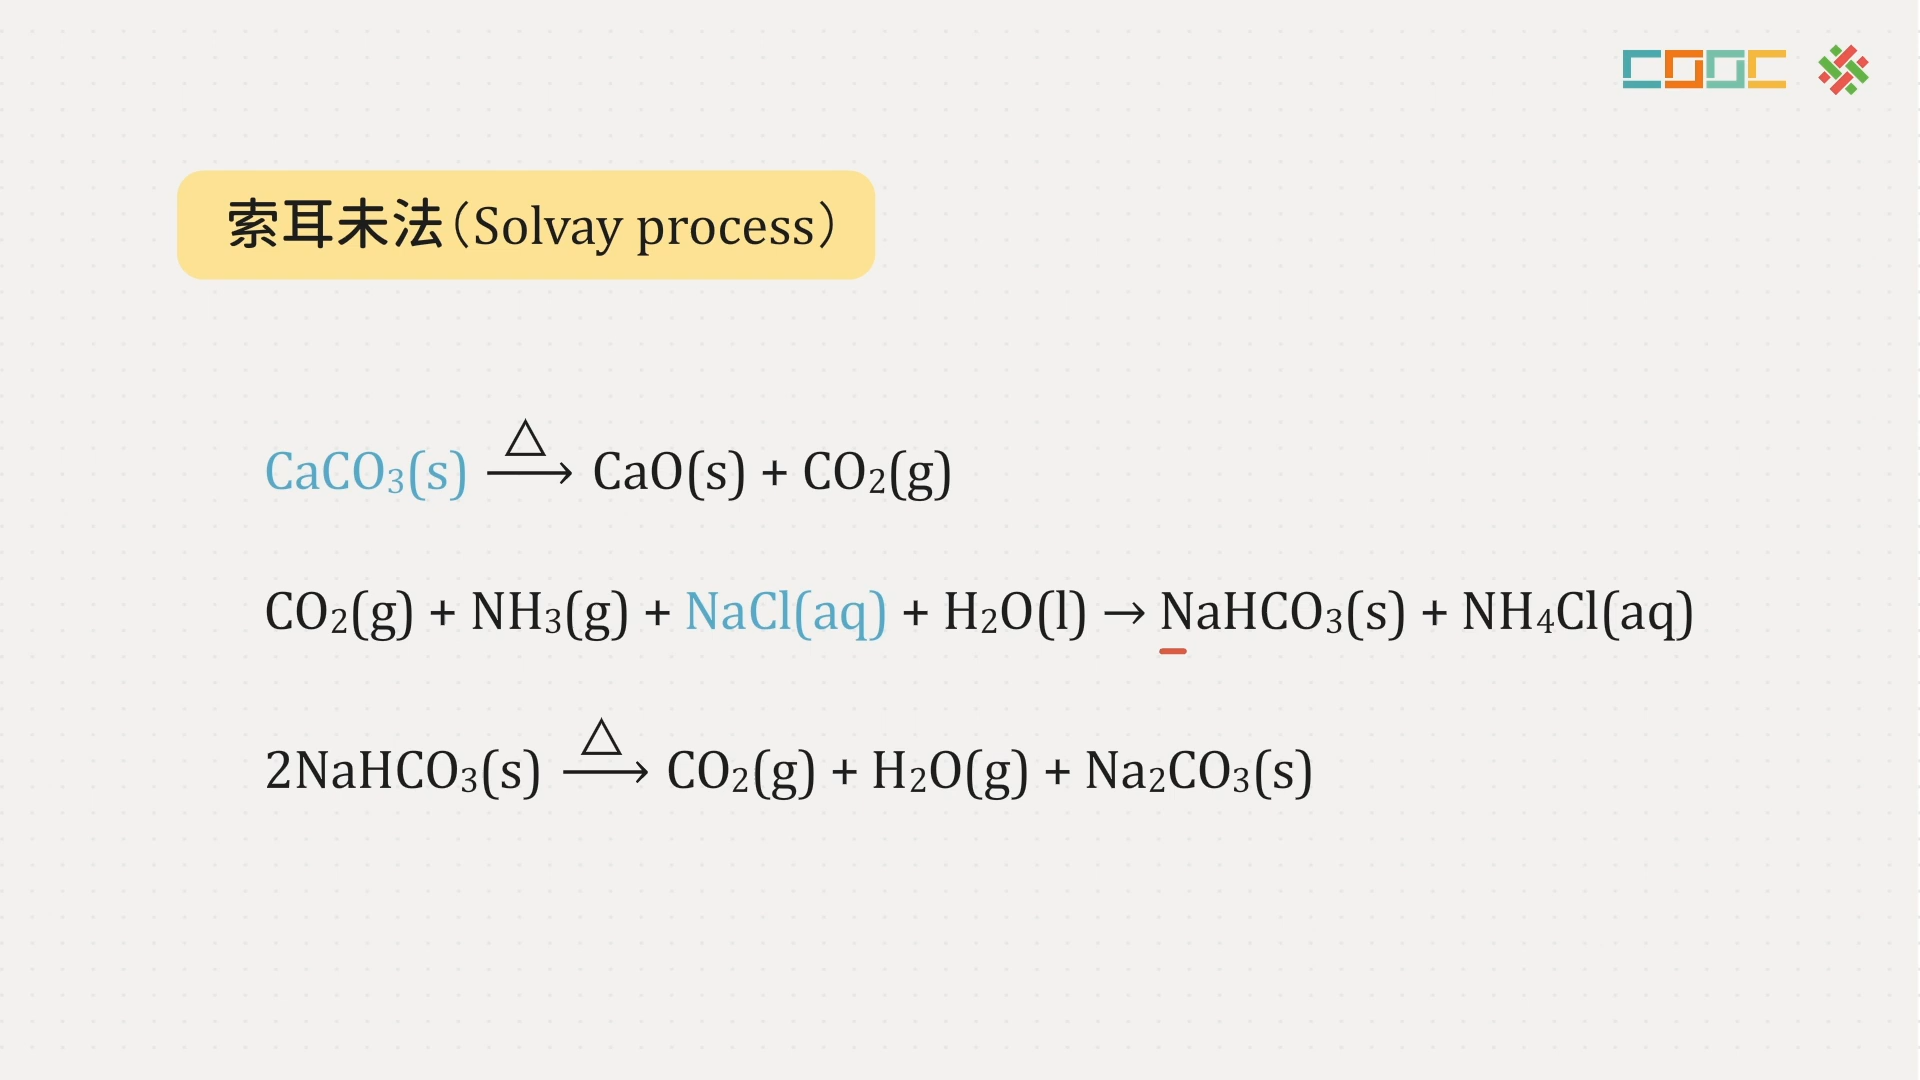 COOC
索耳未法（Solvay process）
CaCO₃(s) △⟶ CaO(s) + CO₂(g)
CO₂(g) + NH₃(g) + NaCl(aq) + H₂O(l) → NaHCO₃(s) + NH₄Cl(aq)
2NaHCO₃(s) △⟶ CO₂(g) + H₂O(g) + Na₂CO₃(s)